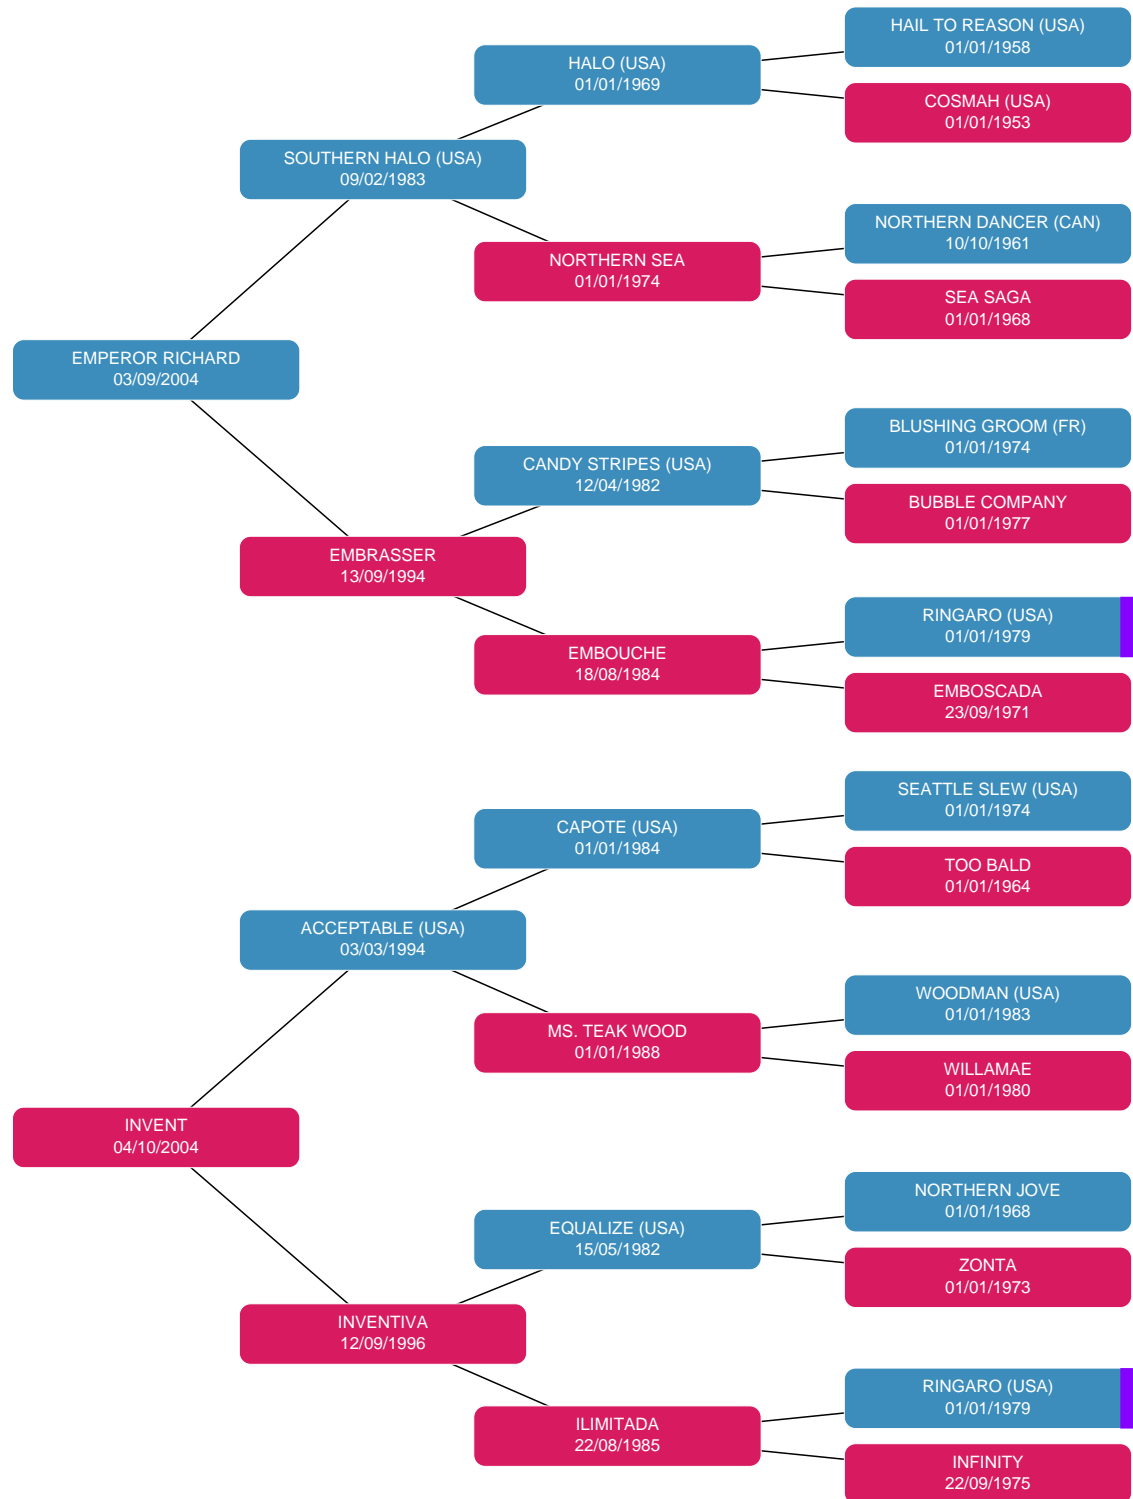 HAIL TO REASON (USA)
01/01/1958
HALO (USA)
01/01/1969
COSMAH (USA)
01/01/1953
SOUTHERN HALO (USA)
09/02/1983
NORTHERN DANCER (CAN)
10/10/1961
NORTHERN SEA
01/01/1974
SEA SAGA
01/01/1968
EMPEROR RICHARD
03/09/2004
BLUSHING GROOM (FR)
01/01/1974
CANDY STRIPES (USA)
12/04/1982
BUBBLE COMPANY
01/01/1977
EMBRASSER
13/09/1994
RINGARO (USA)
01/01/1979
EMBOUCHE
18/08/1984
EMBOSCADA
23/09/1971
SEATTLE SLEW (USA)
01/01/1974
CAPOTE (USA)
01/01/1984
TOO BALD
01/01/1964
ACCEPTABLE (USA)
03/03/1994
WOODMAN (USA)
01/01/1983
MS. TEAK WOOD
01/01/1988
WILLAMAE
01/01/1980
INVENT
04/10/2004
NORTHERN JOVE
01/01/1968
EQUALIZE (USA)
15/05/1982
ZONTA
01/01/1973
INVENTIVA
12/09/1996
RINGARO (USA)
01/01/1979
ILIMITADA
22/08/1985
INFINITY
22/09/1975